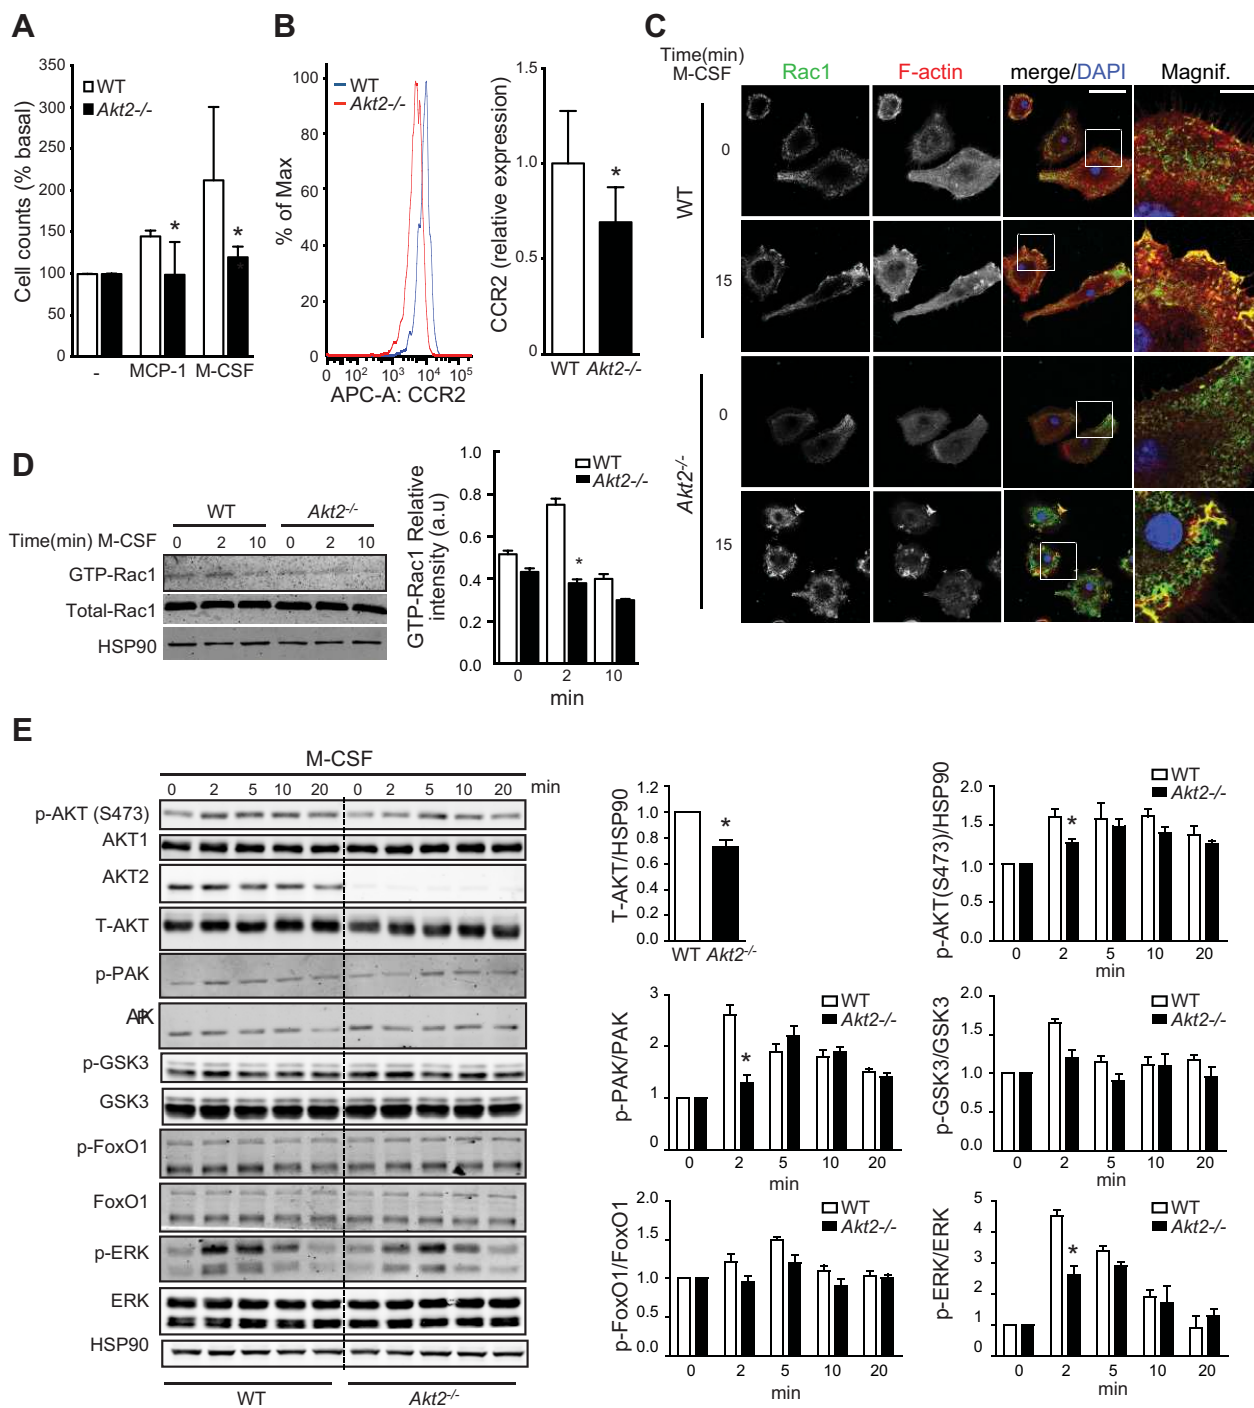 A
Cell counts (% basal)
350
300
250
200
150
100
50
0
WT
Akt2-/-
*
*
- MCP-1 M-CSF
B
% of Max
100
80
60
40
20
0
WT
Akt2-/-
0 10² 10³ 10⁴ 10⁵
APC-A: CCR2
CCR2 (relative expression)
1.5
1.0
0.5
0
*
WT Akt2-/-
C
Time(min)
M-CSF
Rac1 F-actin merge/DAPI Magnif.
WT
0
15
Akt2-/-
0
15
D
WT Akt2-/-
Time(min) M-CSF 0 2 10 0 2 10
GTP-Rac1
Total-Rac1
HSP90
GTP-Rac1 Relative
intensity (a.u)
1.0
0.8
0.6
0.4
0.2
0.0
WT
Akt2-/-
*
0 2 10
min
E
M-CSF
0 2 5 10 20 0 2 5 10 20 min
p-AKT (S473)
AKT1
AKT2
T-AKT
p-PAK
p-GSK3
GSK3
p-FoxO1
FoxO1
p-ERK
ERK
HSP90
WT Akt2-/-
T-AKT/HSP90
1.2
1.0
0.8
0.6
0.4
0.2
0.0
*
WT Akt2-/-
p-AKT(S473)/HSP90
2.0
1.5
1.0
0.5
0.0
WT
Akt2-/-
*
0 2 5 10 20
min
p-PAK/PAK
3
2
1
0
WT
Akt2-/-
*
0 2 5 10 20
min
p-GSK3/GSK3
2.0
1.5
1.0
0.5
0.0
WT
Akt2-/-
0 2 5 10 20
min
p-FoxO1/FoxO1
2.0
1.5
1.0
0.5
0.0
WT
Akt2-/-
0 2 5 10 20
min
p-ERK/ERK
5
4
3
2
1
0
WT
Akt2-/-
*
0 2 5 10 20
min